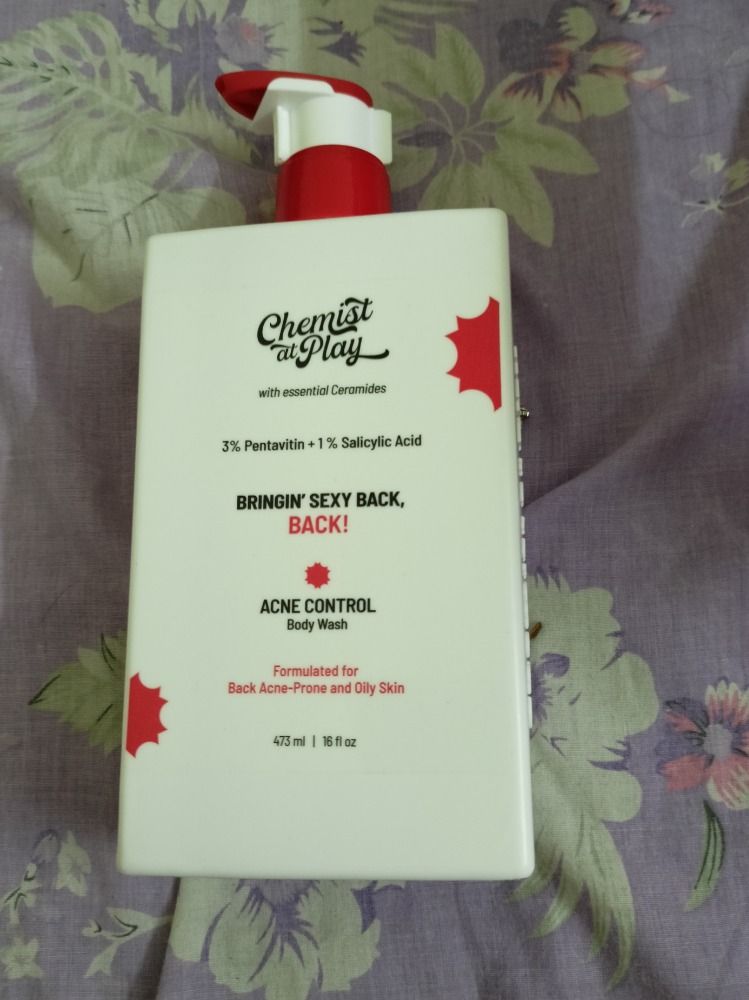 Chemist
at Play
with essential Ceramides
3% Pentavitin + 1 % Salicylic Acid
BRINGIN' SEXY BACK,
BACK!
ACNE CONTROL
Body Wash
Formulated for
Back Acne-Prone and Oily Skin
473 ml | 16 fl oz